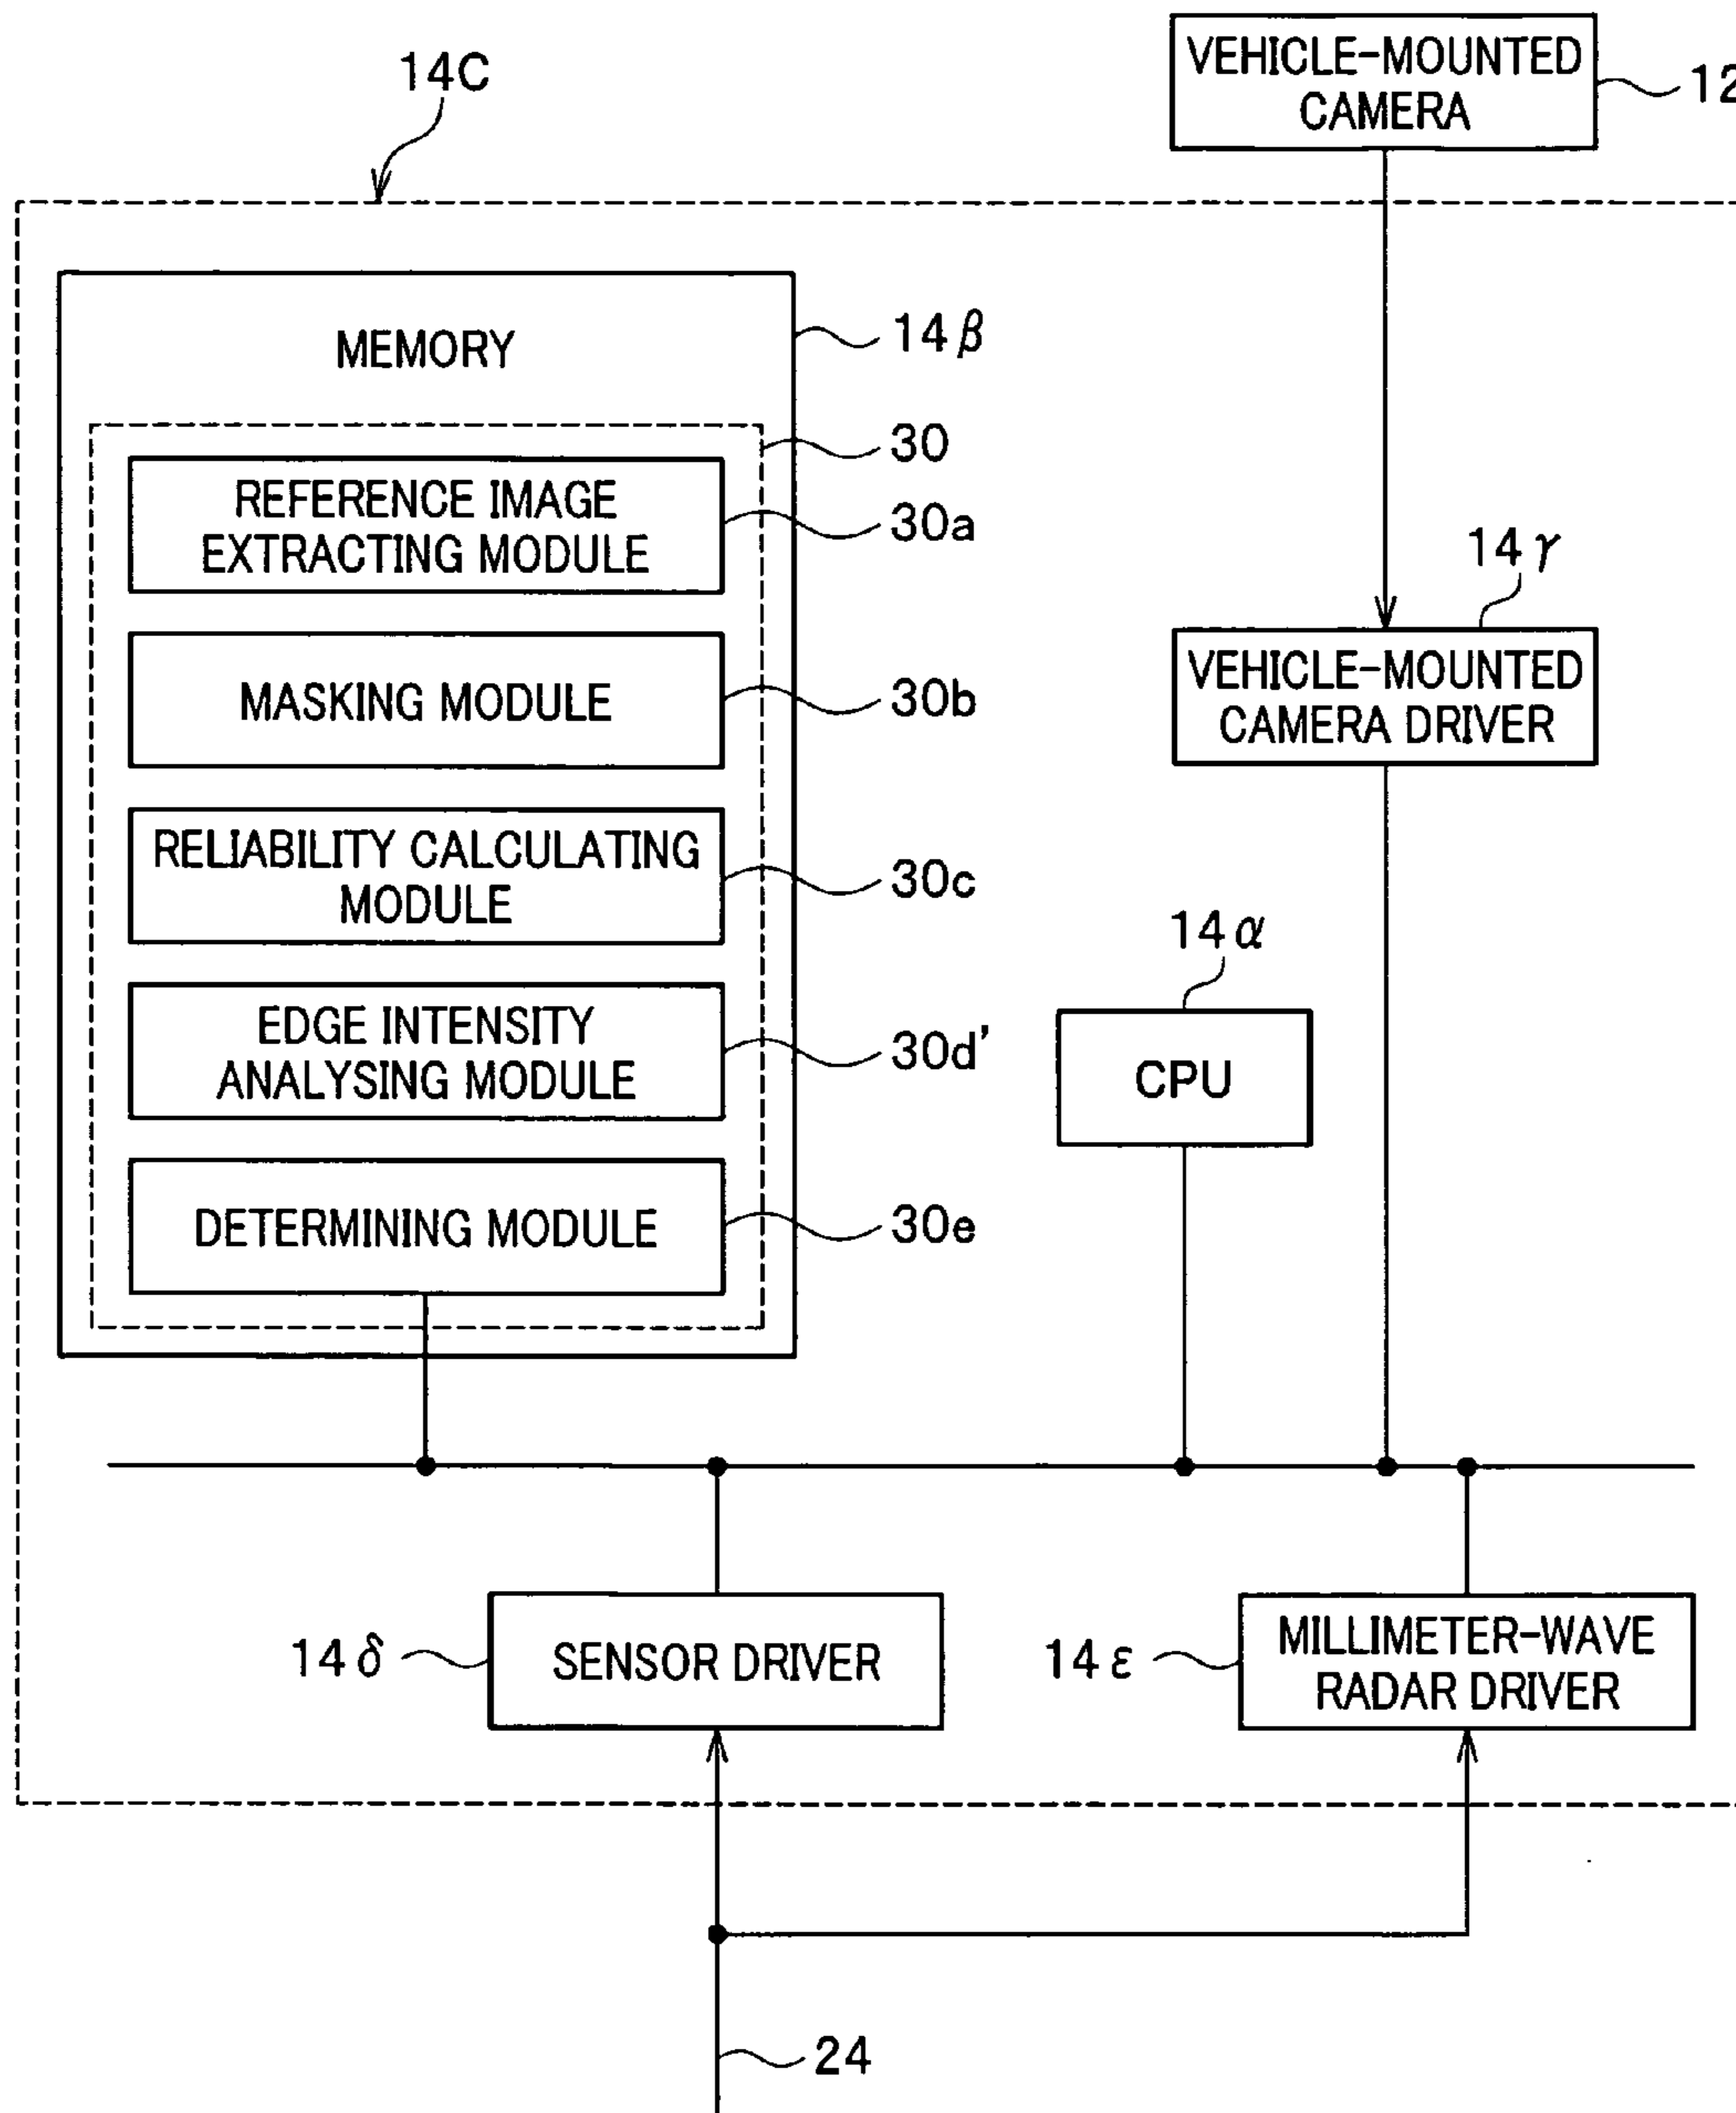 VEHICLE-MOUNTED
CAMERA
12
14C
MEMORY
14β
30
REFERENCE IMAGE
EXTRACTING MODULE
30a
14γ
VEHICLE-MOUNTED
CAMERA DRIVER
MASKING MODULE
30b
RELIABILITY CALCULATING
MODULE
30c
14α
CPU
EDGE INTENSITY
ANALYSING MODULE
30d'
DETERMINING MODULE
30e
14δ
SENSOR DRIVER
14ε
MILLIMETER-WAVE
RADAR DRIVER
24